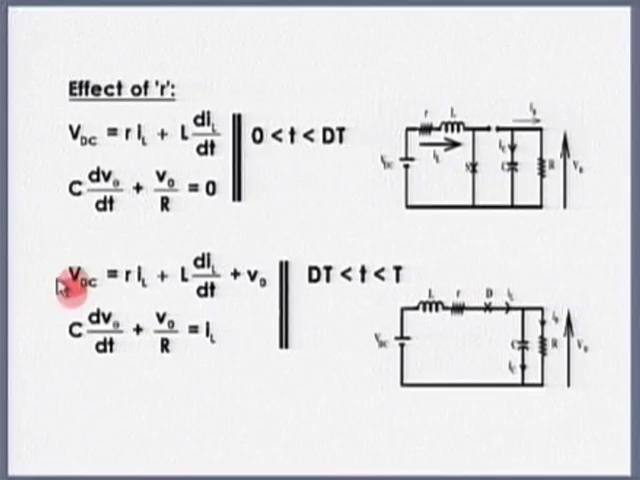 Effect of 'r':
V_DC = r i_L + L di_L/dt 0 < t < DT
C dv_o/dt + v_o/R = 0
V_DC = r i_L + L di_L/dt + v_o DT < t < T
C dv_o/dt + v_o/R = i_L
r L
R
L r D
R